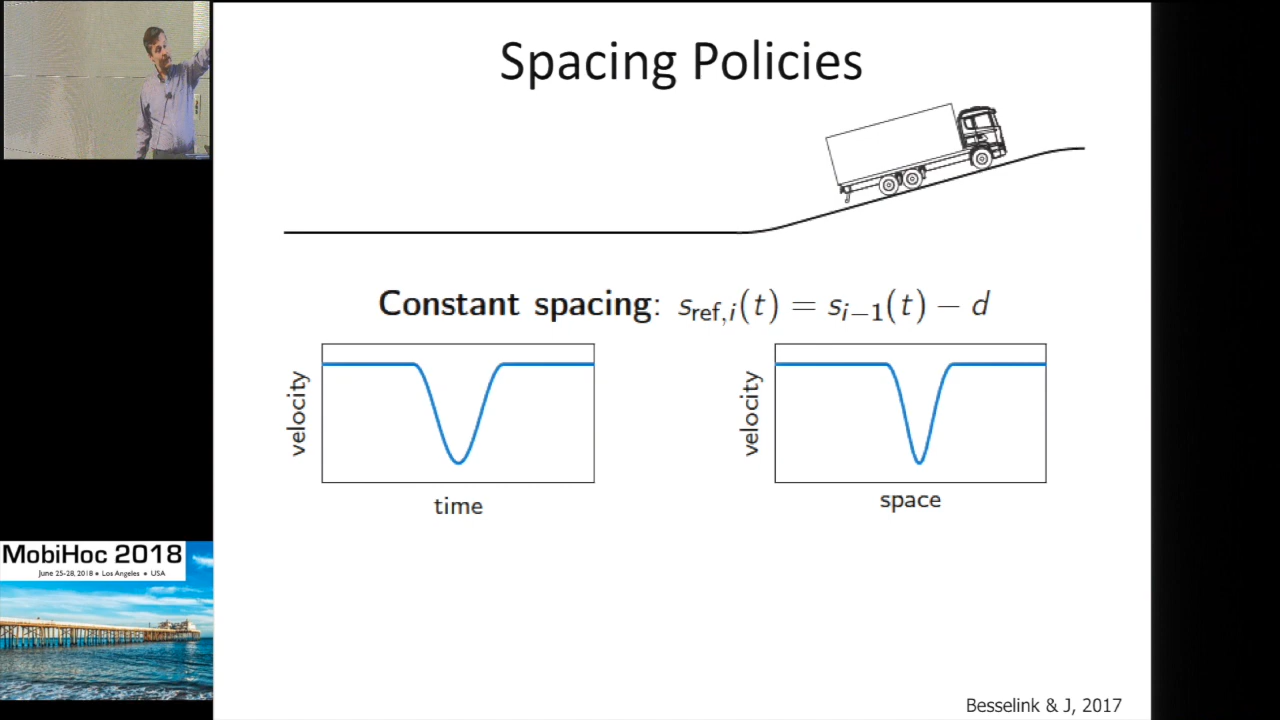 Spacing Policies
Constant spacing: s_ref,i(t) = s_i−1(t) − d
velocity
time
velocity
space
MobiHoc 2018
June 25-28, 2018 • Los Angeles • USA
Besselink & J, 2017